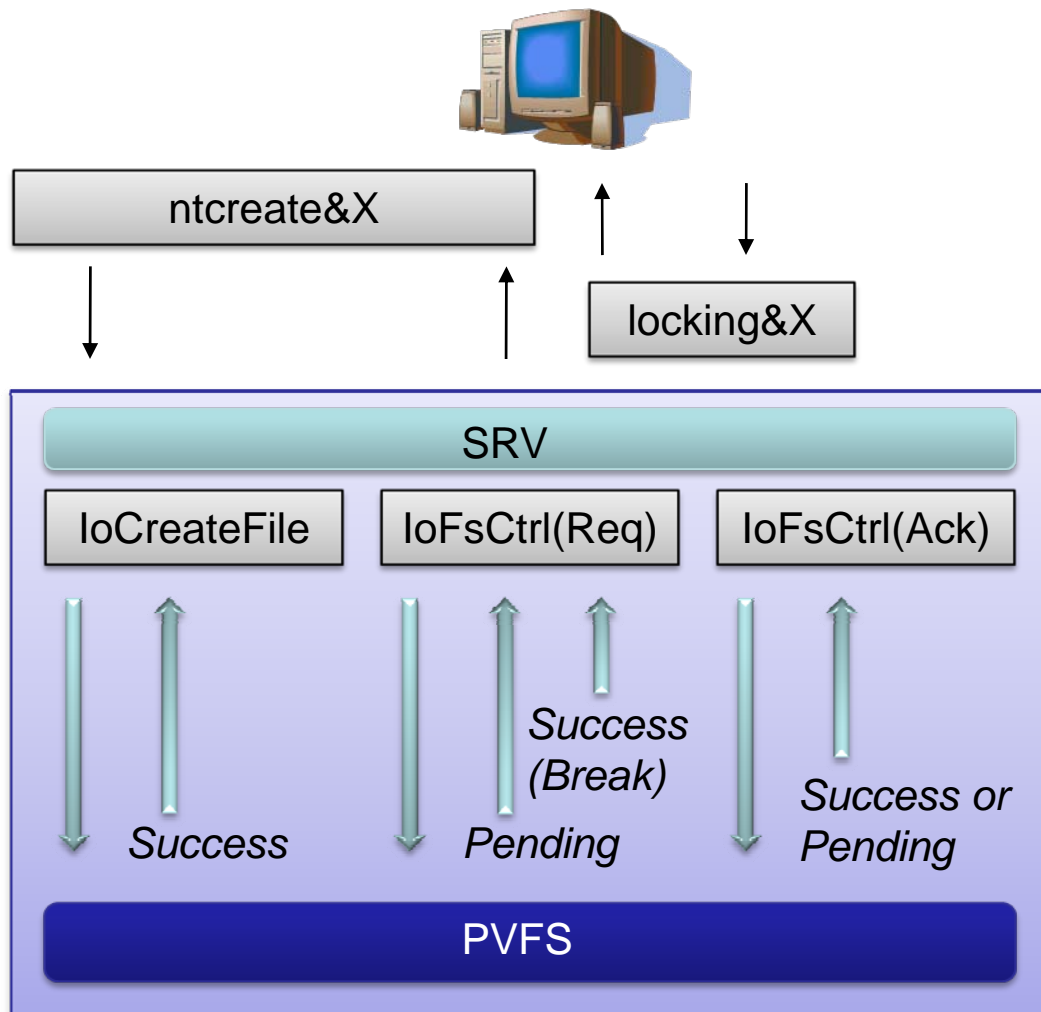 ntcreate&X
locking&X
SRV
IoCreateFile
IoFsCtrl(Req)
IoFsCtrl(Ack)
Success
Pending
Success
(Break)
Success or
Pending
PVFS